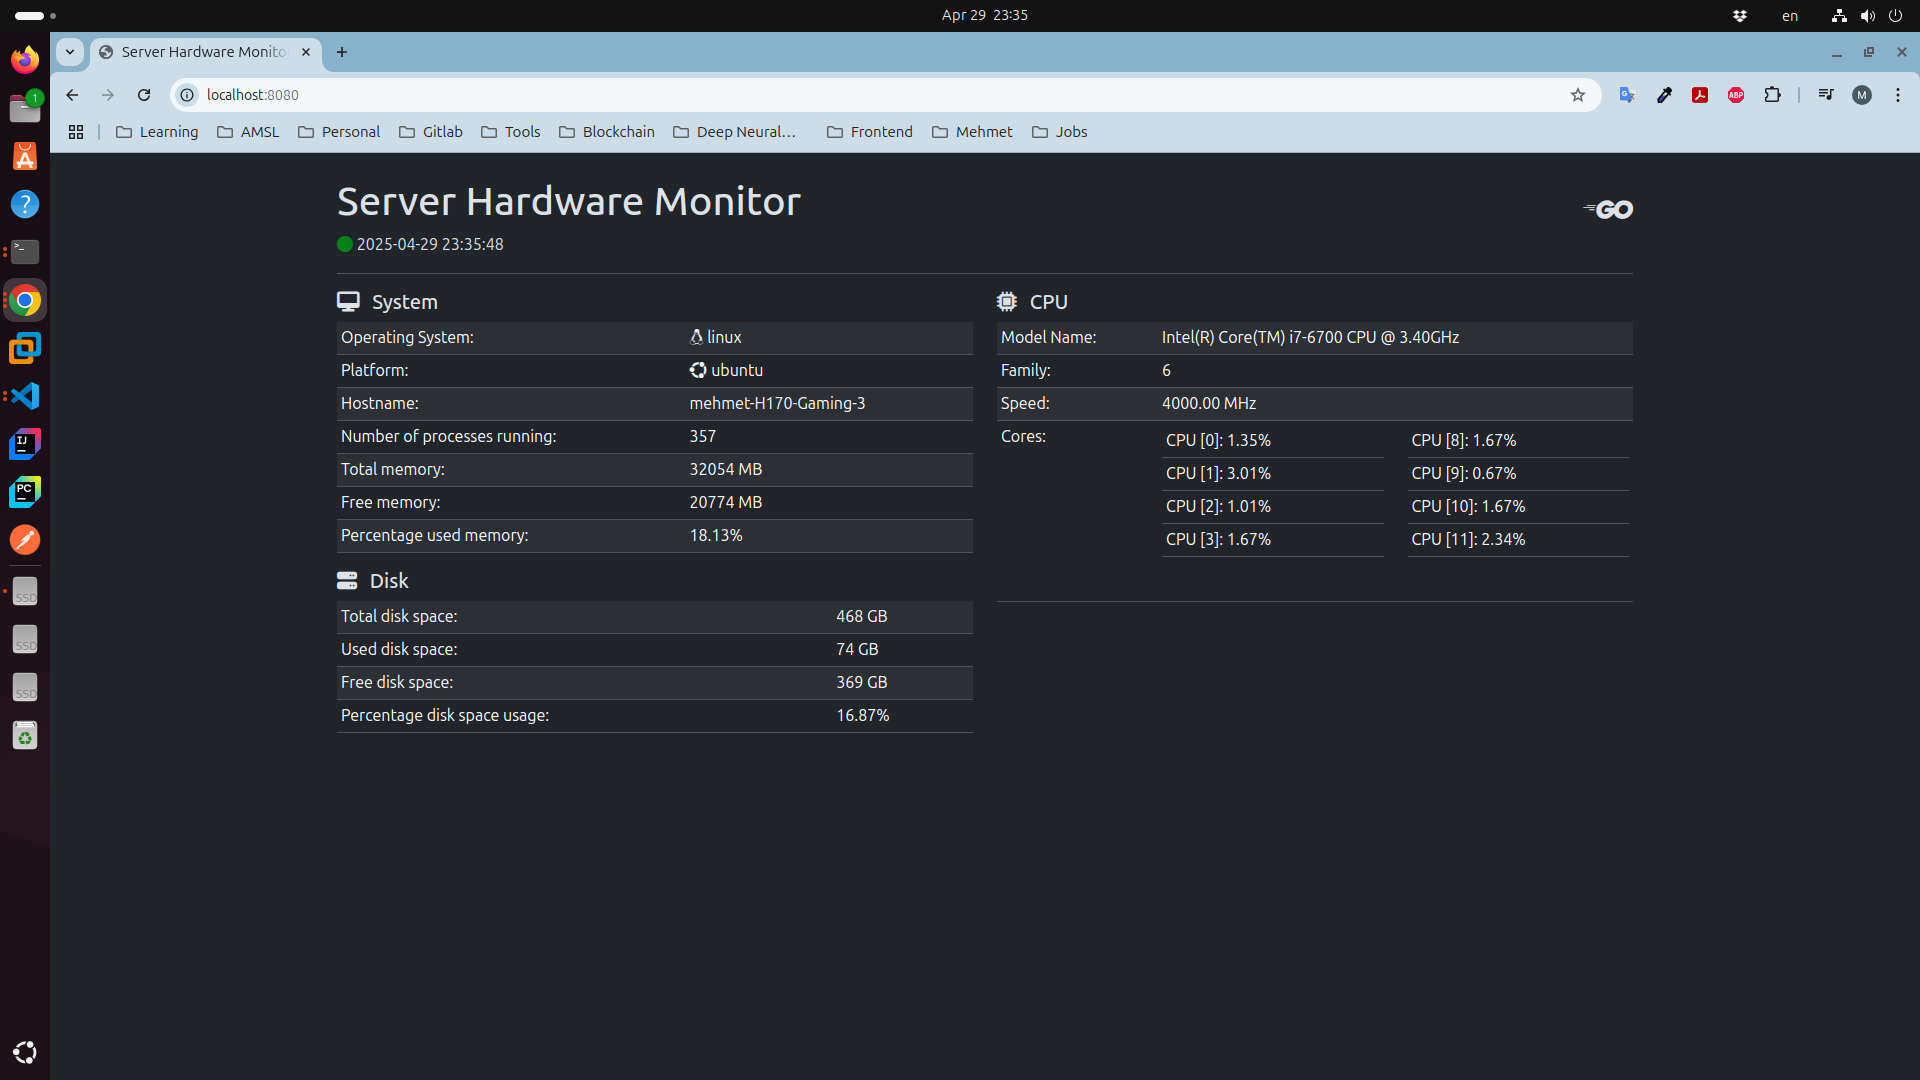 Apr 29 23:35
en
1
Server Hardware Monito
localhost:8080
ABP
M
Learning
AMSL
Personal
Gitlab
Tools
Blockchain
Deep Neural…
Frontend
Mehmet
Jobs
Server Hardware Monitor
GO
2025-04-29 23:35:48
System
Operating System: linux
Platform: ubuntu
Hostname: mehmet-H170-Gaming-3
Number of processes running: 357
Total memory: 32054 MB
Free memory: 20774 MB
Percentage used memory: 18.13%
Disk
Total disk space: 468 GB
Used disk space: 74 GB
Free disk space: 369 GB
Percentage disk space usage: 16.87%
CPU
Model Name: Intel(R) Core(TM) i7-6700 CPU @ 3.40GHz
Family: 6
Speed: 4000.00 MHz
Cores:
CPU [0]: 1.35% CPU [8]: 1.67%
CPU [1]: 3.01% CPU [9]: 0.67%
CPU [2]: 1.01% CPU [10]: 1.67%
CPU [3]: 1.67% CPU [11]: 2.34%
IJ
PC
SSD
SSD
SSD